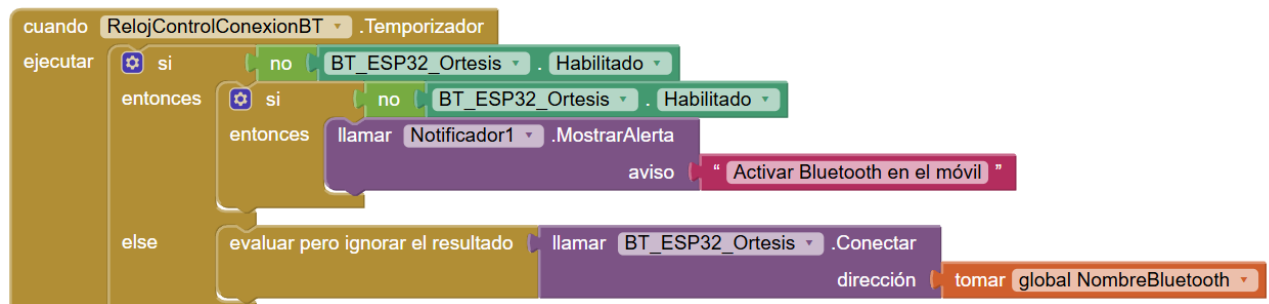 cuando RelojControlConexionBT .Temporizador
ejecutar si no BT_ESP32_Ortesis . Habilitado
entonces si no BT_ESP32_Ortesis . Habilitado
entonces llamar Notificador1 .MostrarAlerta
aviso " Activar Bluetooth en el móvil "
else evaluar pero ignorar el resultado llamar BT_ESP32_Ortesis .Conectar
dirección tomar global NombreBluetooth